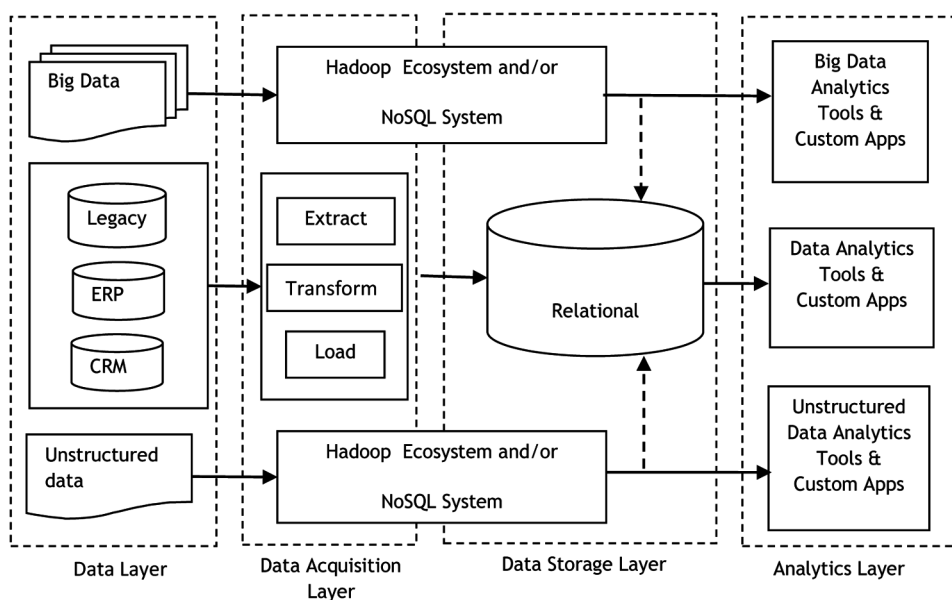 Big Data
Legacy
ERP
CRM
Unstructured
data
Data Layer
Hadoop Ecosystem and/or
NoSQL System
Extract
Transform
Load
Hadoop Ecosystem and/or
NoSQL System
Data Acquisition
Layer
Relational
Data Storage Layer
Big Data
Analytics
Tools &
Custom Apps
Data Analytics
Tools &
Custom Apps
Unstructured
Data Analytics
Tools &
Custom Apps
Analytics Layer